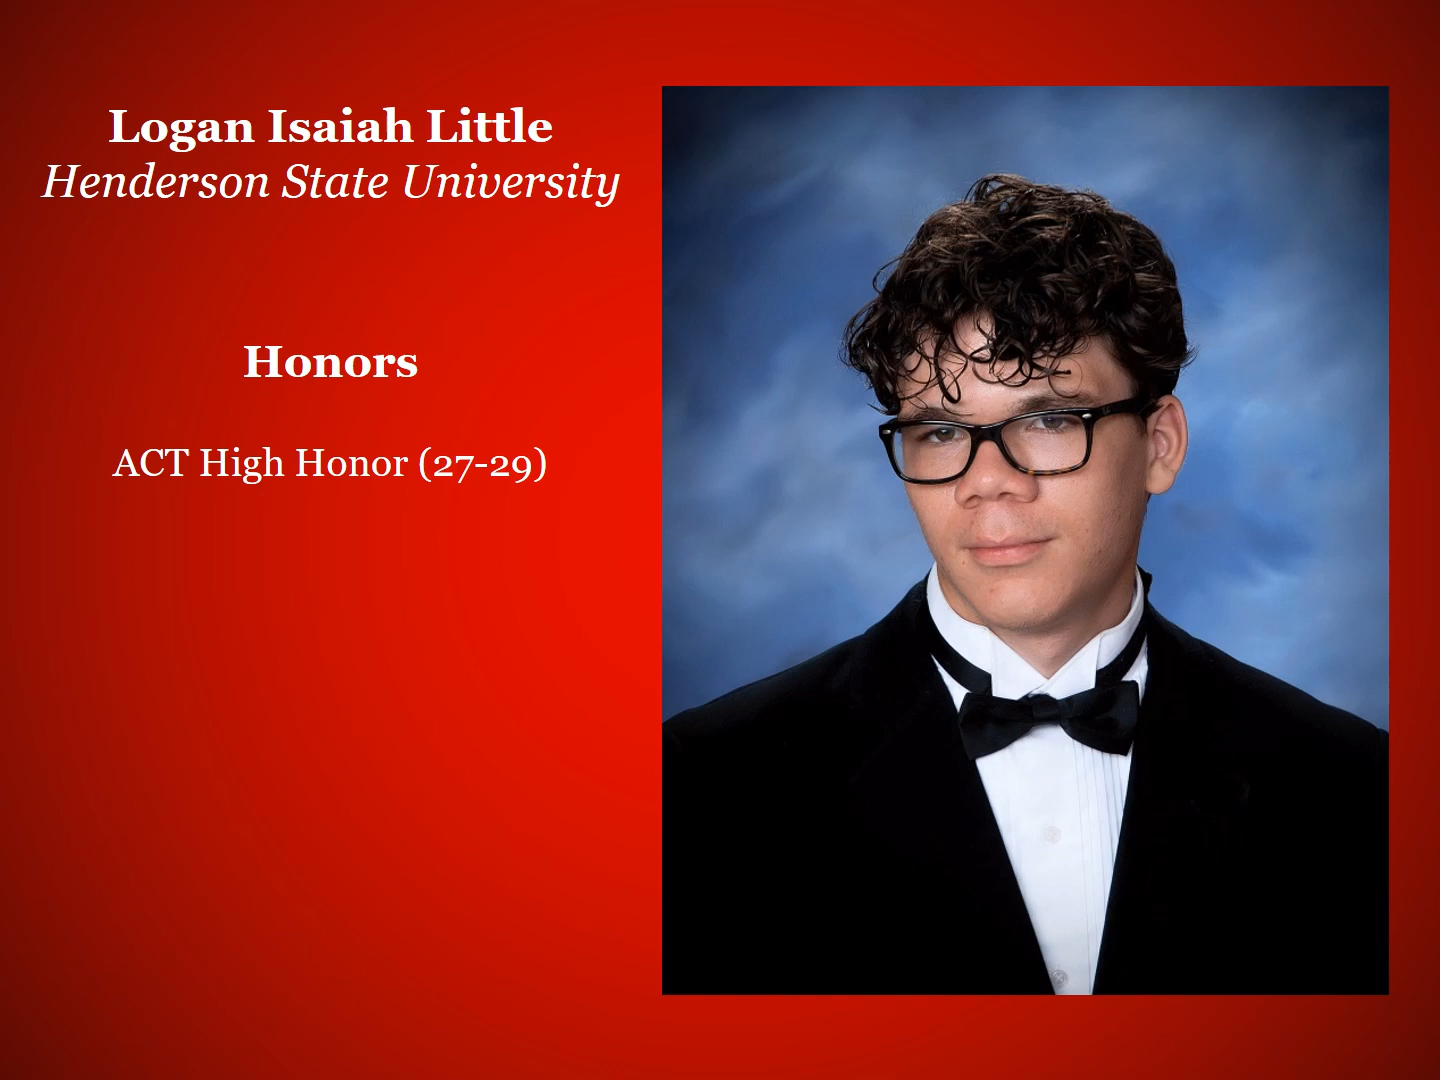 Logan Isaiah Little
Henderson State University
Honors
ACT High Honor (27-29)